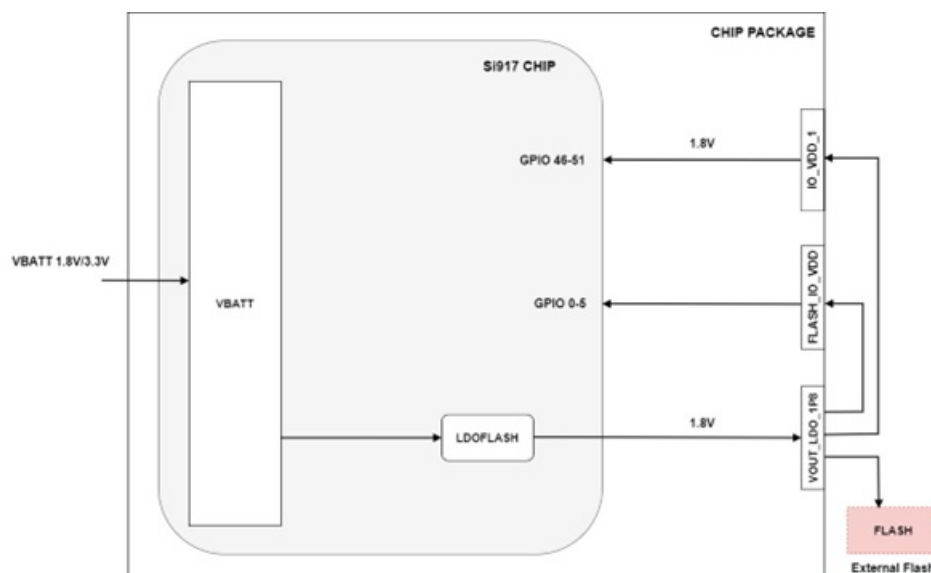 CHIP PACKAGE
Si917 CHIP
1.8V
IO_VDD_1
GPIO 46-51
VBATT 1.8V/3.3V
VBATT
GPIO 0-5
FLASH_IO_VDD
LDOFLASH
1.8V
VOUT_LDO_1P8
FLASH
External Flash